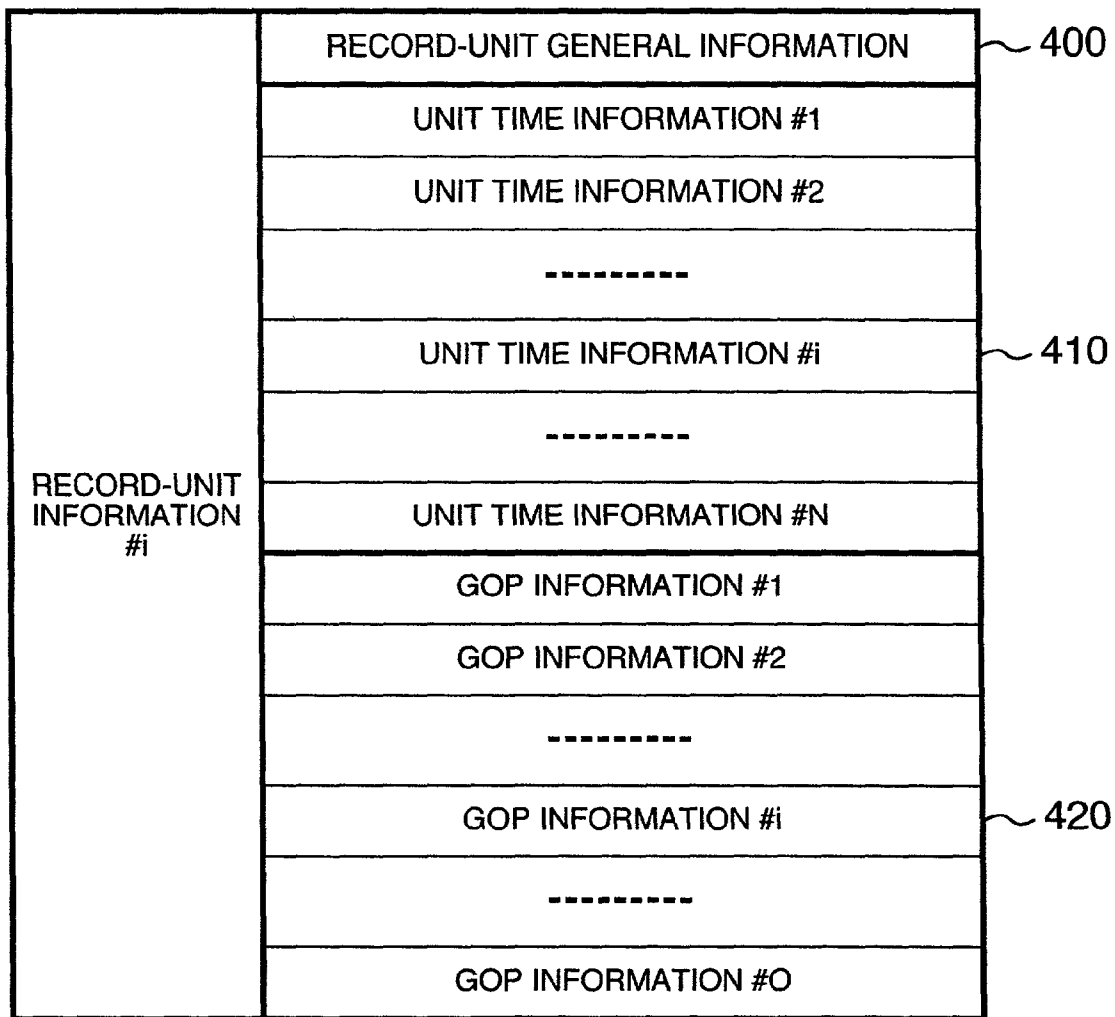 RECORD-UNIT GENERAL INFORMATION 400
UNIT TIME INFORMATION #1
UNIT TIME INFORMATION #2
---------
UNIT TIME INFORMATION #i 410
---------
RECORD-UNIT
INFORMATION
#i
UNIT TIME INFORMATION #N
GOP INFORMATION #1
GOP INFORMATION #2
---------
GOP INFORMATION #i 420
---------
GOP INFORMATION #O